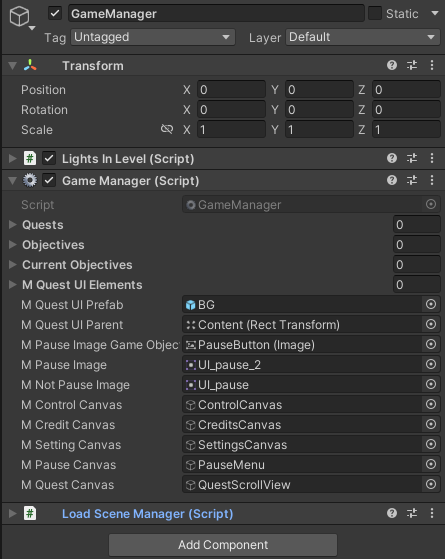 GameManager Static
Tag Untagged Layer Default
Transform
Position X 0 Y 0 Z 0
Rotation X 0 Y 0 Z 0
Scale X 1 Y 1 Z 1
Lights In Level (Script)
Game Manager (Script)
Script GameManager
Quests 0
Objectives 0
Current Objectives 0
M Quest UI Elements 0
M Quest UI Prefab BG
M Quest UI Parent Content (Rect Transform)
M Pause Image Game Objec PauseButton (Image)
M Pause Image UI_pause_2
M Not Pause Image UI_pause
M Control Canvas ControlCanvas
M Credit Canvas CreditsCanvas
M Setting Canvas SettingsCanvas
M Pause Canvas PauseMenu
M Quest Canvas QuestScrollView
Load Scene Manager (Script)
Add Component